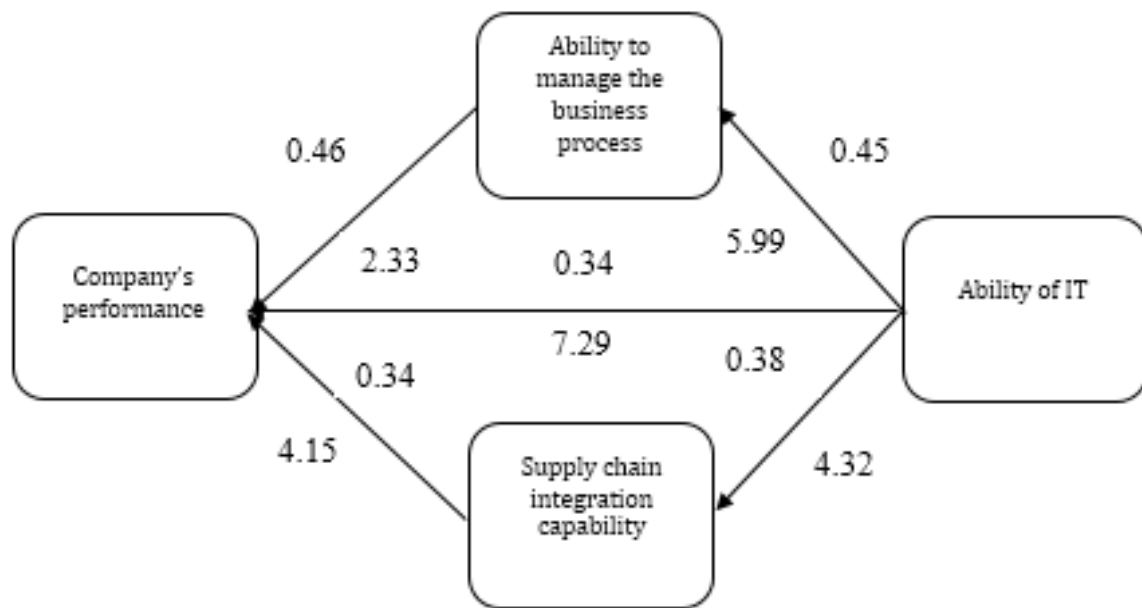 Ability to
manage the
business
process
0.46
0.45
2.33
0.34
5.99
Company's
performance
Ability of IT
7.29
0.38
0.34
4.15
Supply chain
integration
capability
4.32